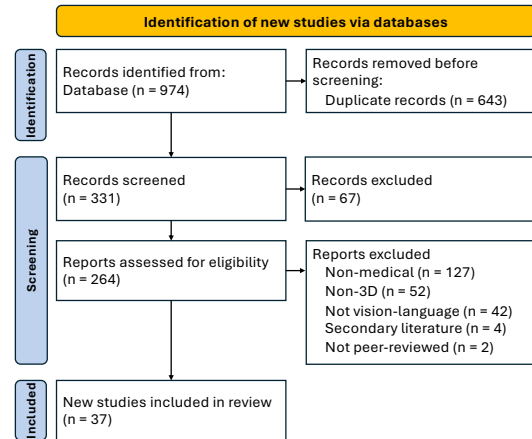 Identification of new studies via databases
Identification
Records identified from:
Database (n = 974)
Records removed before
screening:
Duplicate records (n = 643)
Screening
Records screened
(n = 331)
Records excluded
(n = 67)
Reports assessed for eligibility
(n = 264)
Reports excluded
Non-medical (n = 127)
Non-3D (n = 52)
Not vision-language (n = 42)
Secondary literature (n = 4)
Not peer-reviewed (n = 2)
Included
New studies included in review
(n = 37)